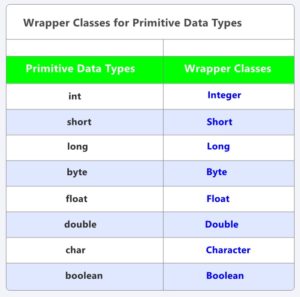 Wrapper Classes for Primitive Data Types
Primitive Data Types Wrapper Classes
int Integer
short Short
long Long
byte Byte
float Float
double Double
char Character
boolean Boolean